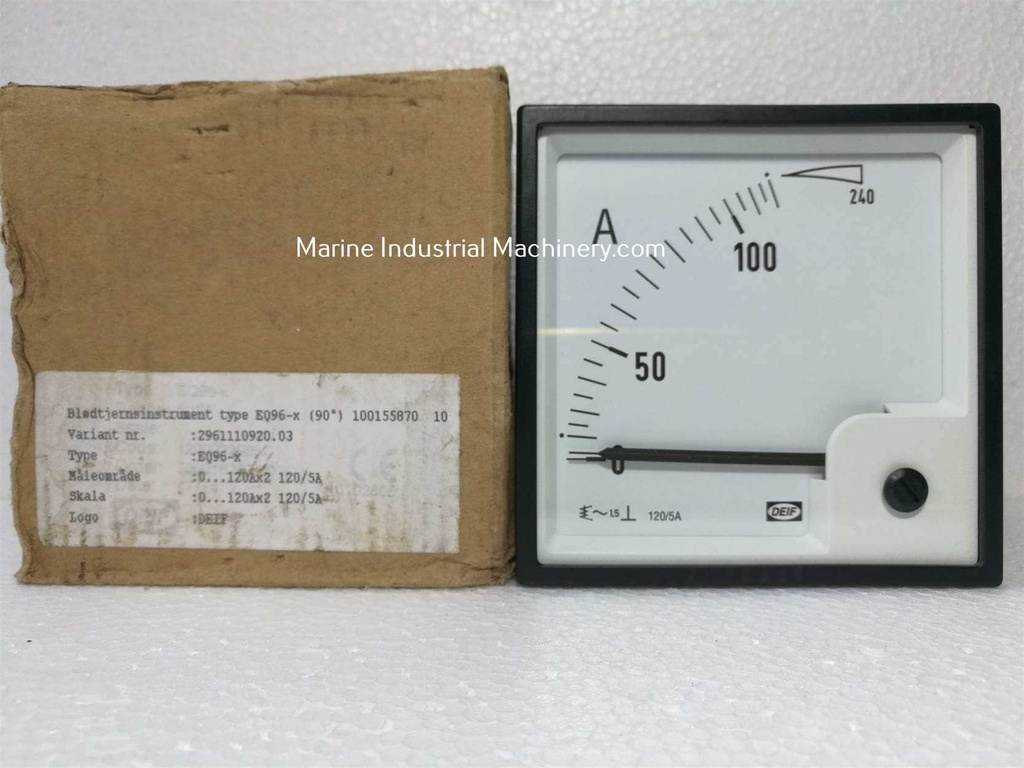 Marine Industrial Machinery.com
Blødtjernsinstrument type EQ96-x (90°) 100155870 10
Variant nr. :2961110920.03
Type :EQ96-x
Måleområde :0...120Ax2 120/5A
Skala :0...120Ax2 120/5A
Logo :DEIF
CE
A
240
100
50
0
~ 1,5 ⊥ 120/5A
DEIF